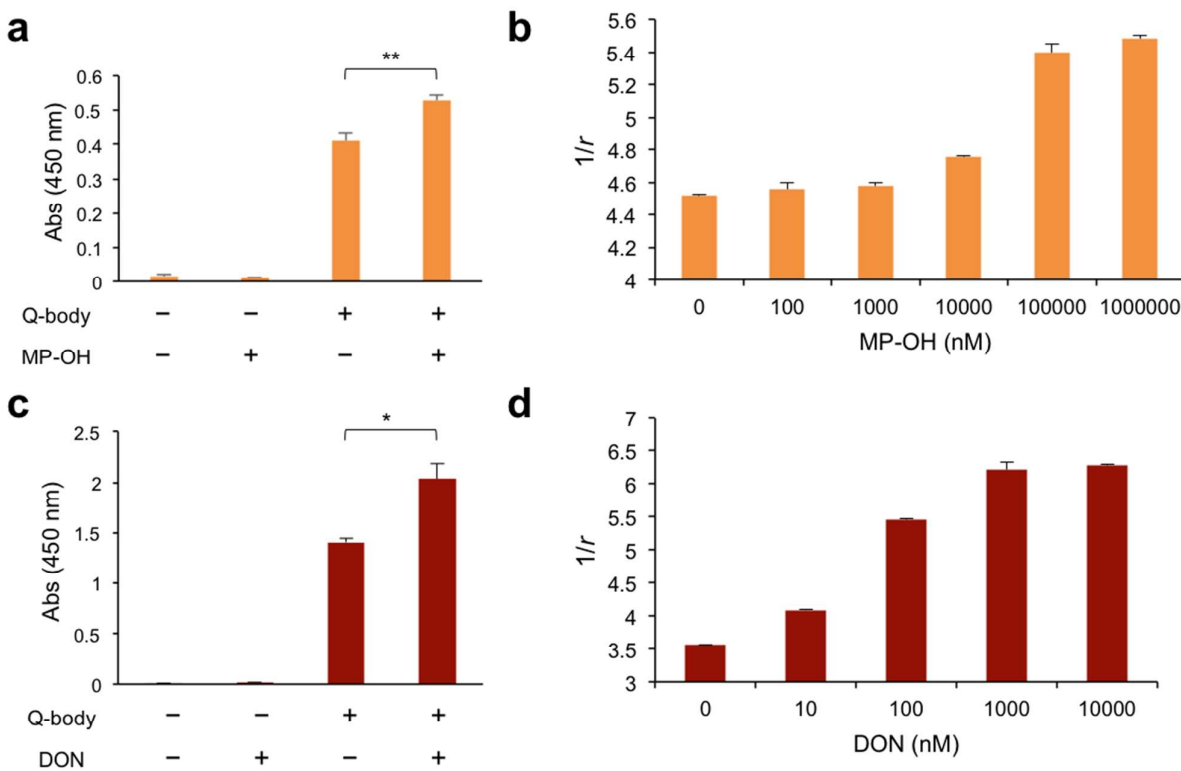 a
**
0.6
0.5
0.4
0.3
0.2
0.1
0
Abs (450 nm)
Q-body − − + +
MP-OH − + − +
b
5.6
5.4
5.2
5
4.8
4.6
4.4
4.2
4
1/r
0 100 1000 10000 100000 1000000
MP-OH (nM)
c
*
2.5
2
1.5
1
0.5
0
Abs (450 nm)
Q-body − − + +
DON − + − +
d
7
6.5
6
5.5
5
4.5
4
3.5
3
1/r
0 10 100 1000 10000
DON (nM)